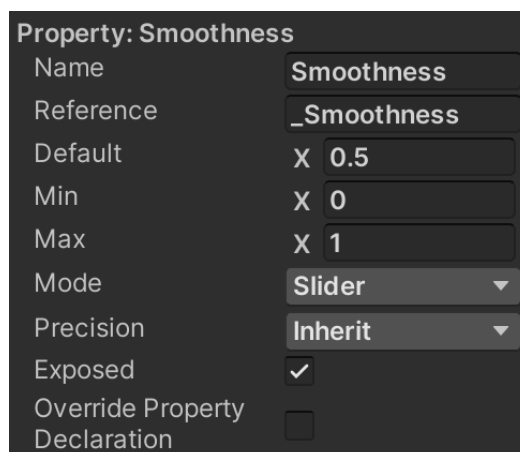 Property: Smoothness
Name Smoothness
Reference _Smoothness
Default X 0.5
Min X 0
Max X 1
Mode Slider
Precision Inherit
Exposed
Override Property
Declaration